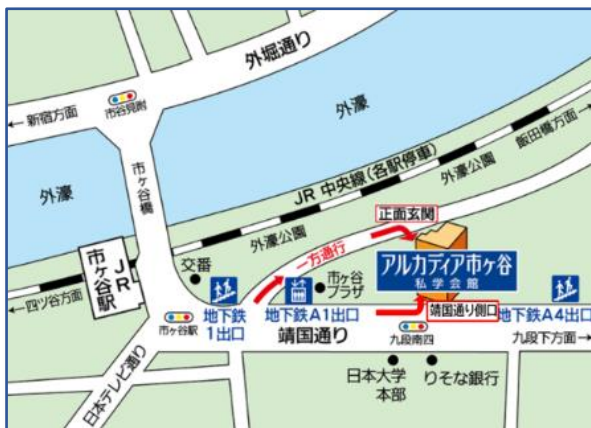 外堀通り
市谷見附
← 新宿方面
外濠
飯田橋方面 →
市ヶ谷橋
外濠
JR 中央線(各駅停車)
外濠公園
正面玄関
外濠公園
一方通行
JR
市ヶ谷駅
交番
市ヶ谷
プラザ
アルカディア市ヶ谷
私学会館
←四ツ谷方面
地下鉄
1出口
地下鉄A1出口
靖国通り側口
地下鉄A4出口
市ヶ谷駅
靖国通り
九段南四
九段下方面→
日本テレビ通り
日本大学
本部
りそな銀行